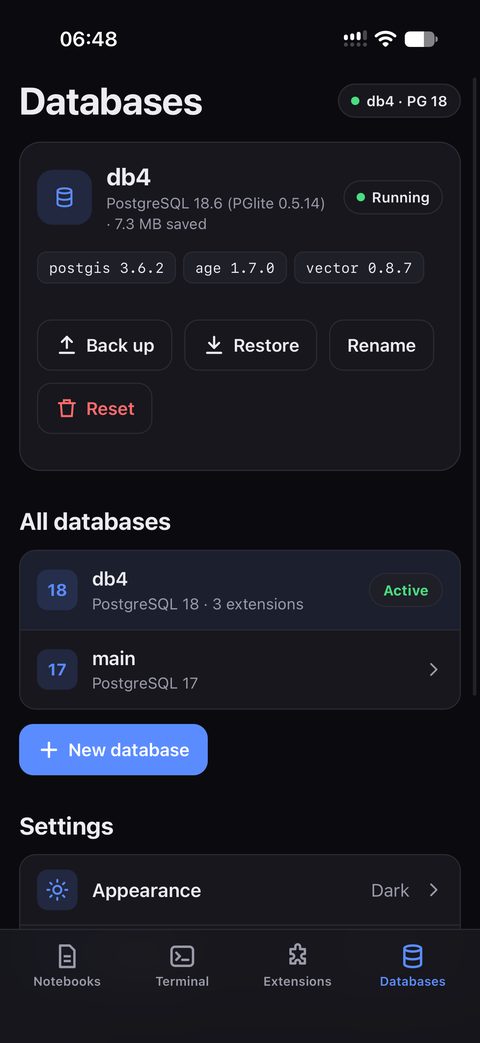 06:48
Databases
db4 · PG 18
db4
PostgreSQL 18.6 (PGlite 0.5.14)
· 7.3 MB saved
Running
postgis 3.6.2
age 1.7.0
vector 0.8.7
Back up
Restore
Rename
Reset
All databases
18
db4
PostgreSQL 18 · 3 extensions
Active
17
main
PostgreSQL 17
New database
Settings
Appearance
Dark
Notebooks
Terminal
Extensions
Databases